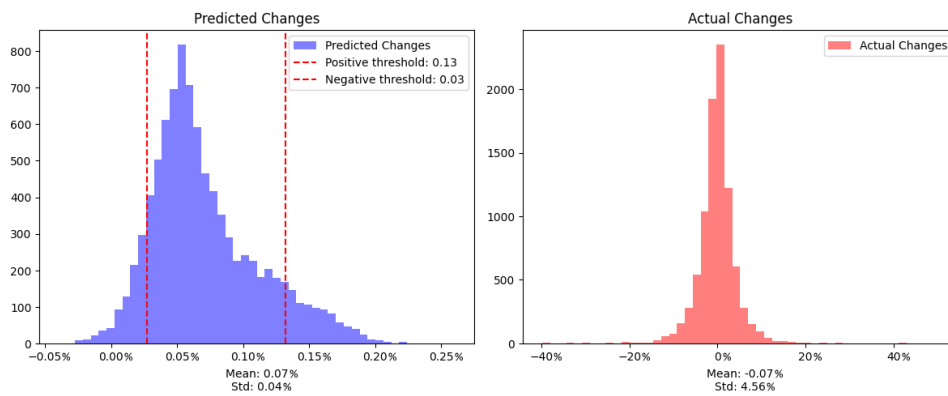 Predicted Changes
800
700
600
500
400
300
200
100
0
−0.05%
0.00%
0.05%
0.10%
0.15%
0.20%
0.25%
Mean: 0.07%
Std: 0.04%
Predicted Changes
Positive threshold: 0.13
Negative threshold: 0.03
Actual Changes
2000
1500
1000
500
0
−40%
−20%
0%
20%
40%
Mean: -0.07%
Std: 4.56%
Actual Changes